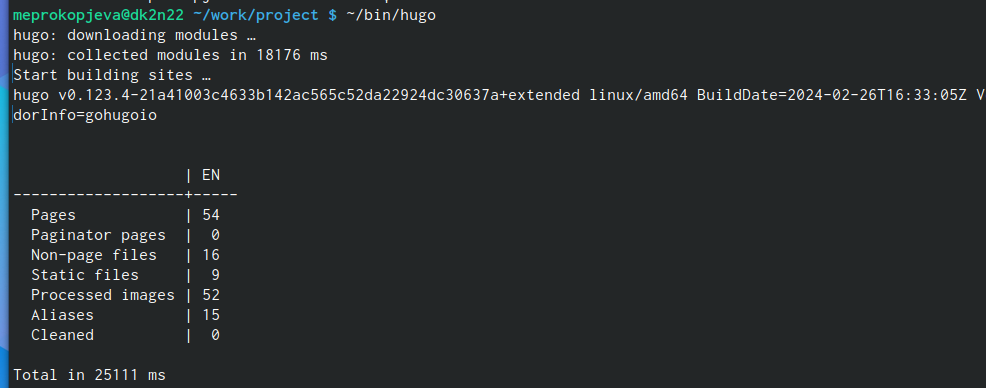 meprokopjeva@dk2n22 ~/work/project $ ~/bin/hugo
hugo: downloading modules …
hugo: collected modules in 18176 ms
Start building sites …
hugo v0.123.4-21a41003c4633b142ac565c52da22924dc30637a+extended linux/amd64 BuildDate=2024-02-26T16:33:05Z V
dorInfo=gohugoio
                   | EN
-------------------+-----
  Pages            | 54
  Paginator pages  |  0
  Non-page files   | 16
  Static files     |  9
  Processed images | 52
  Aliases          | 15
  Cleaned          |  0
Total in 25111 ms